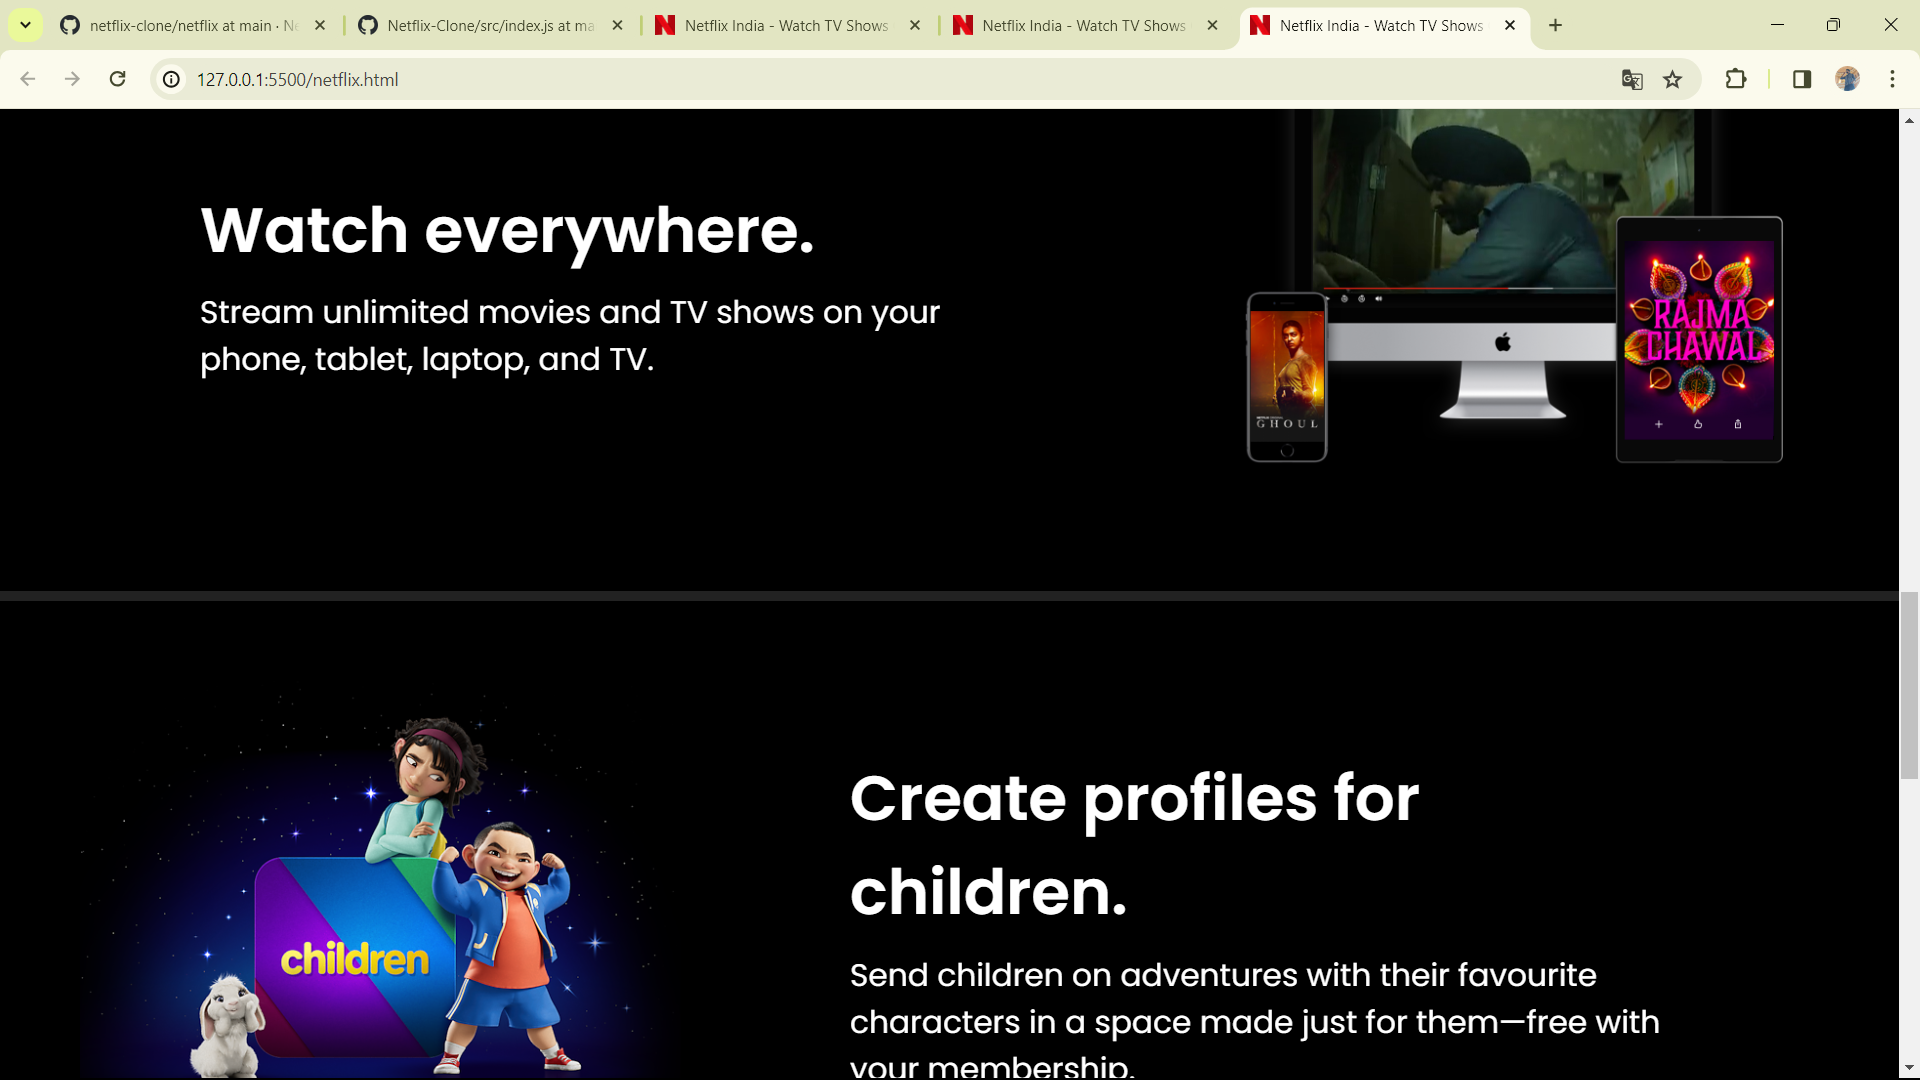 netflix-clone/netflix at main · Ne
Netflix-Clone/src/index.js at ma
Netflix India - Watch TV Shows
Netflix India - Watch TV Shows
Netflix India - Watch TV Shows
127.0.0.1:5500/netflix.html
Watch everywhere.
Stream unlimited movies and TV shows on your
phone, tablet, laptop, and TV.
RAJMA
CHAWAL
GHOUL
Create profiles for
children.
children
Send children on adventures with their favourite
characters in a space made just for them—free with
your membership.